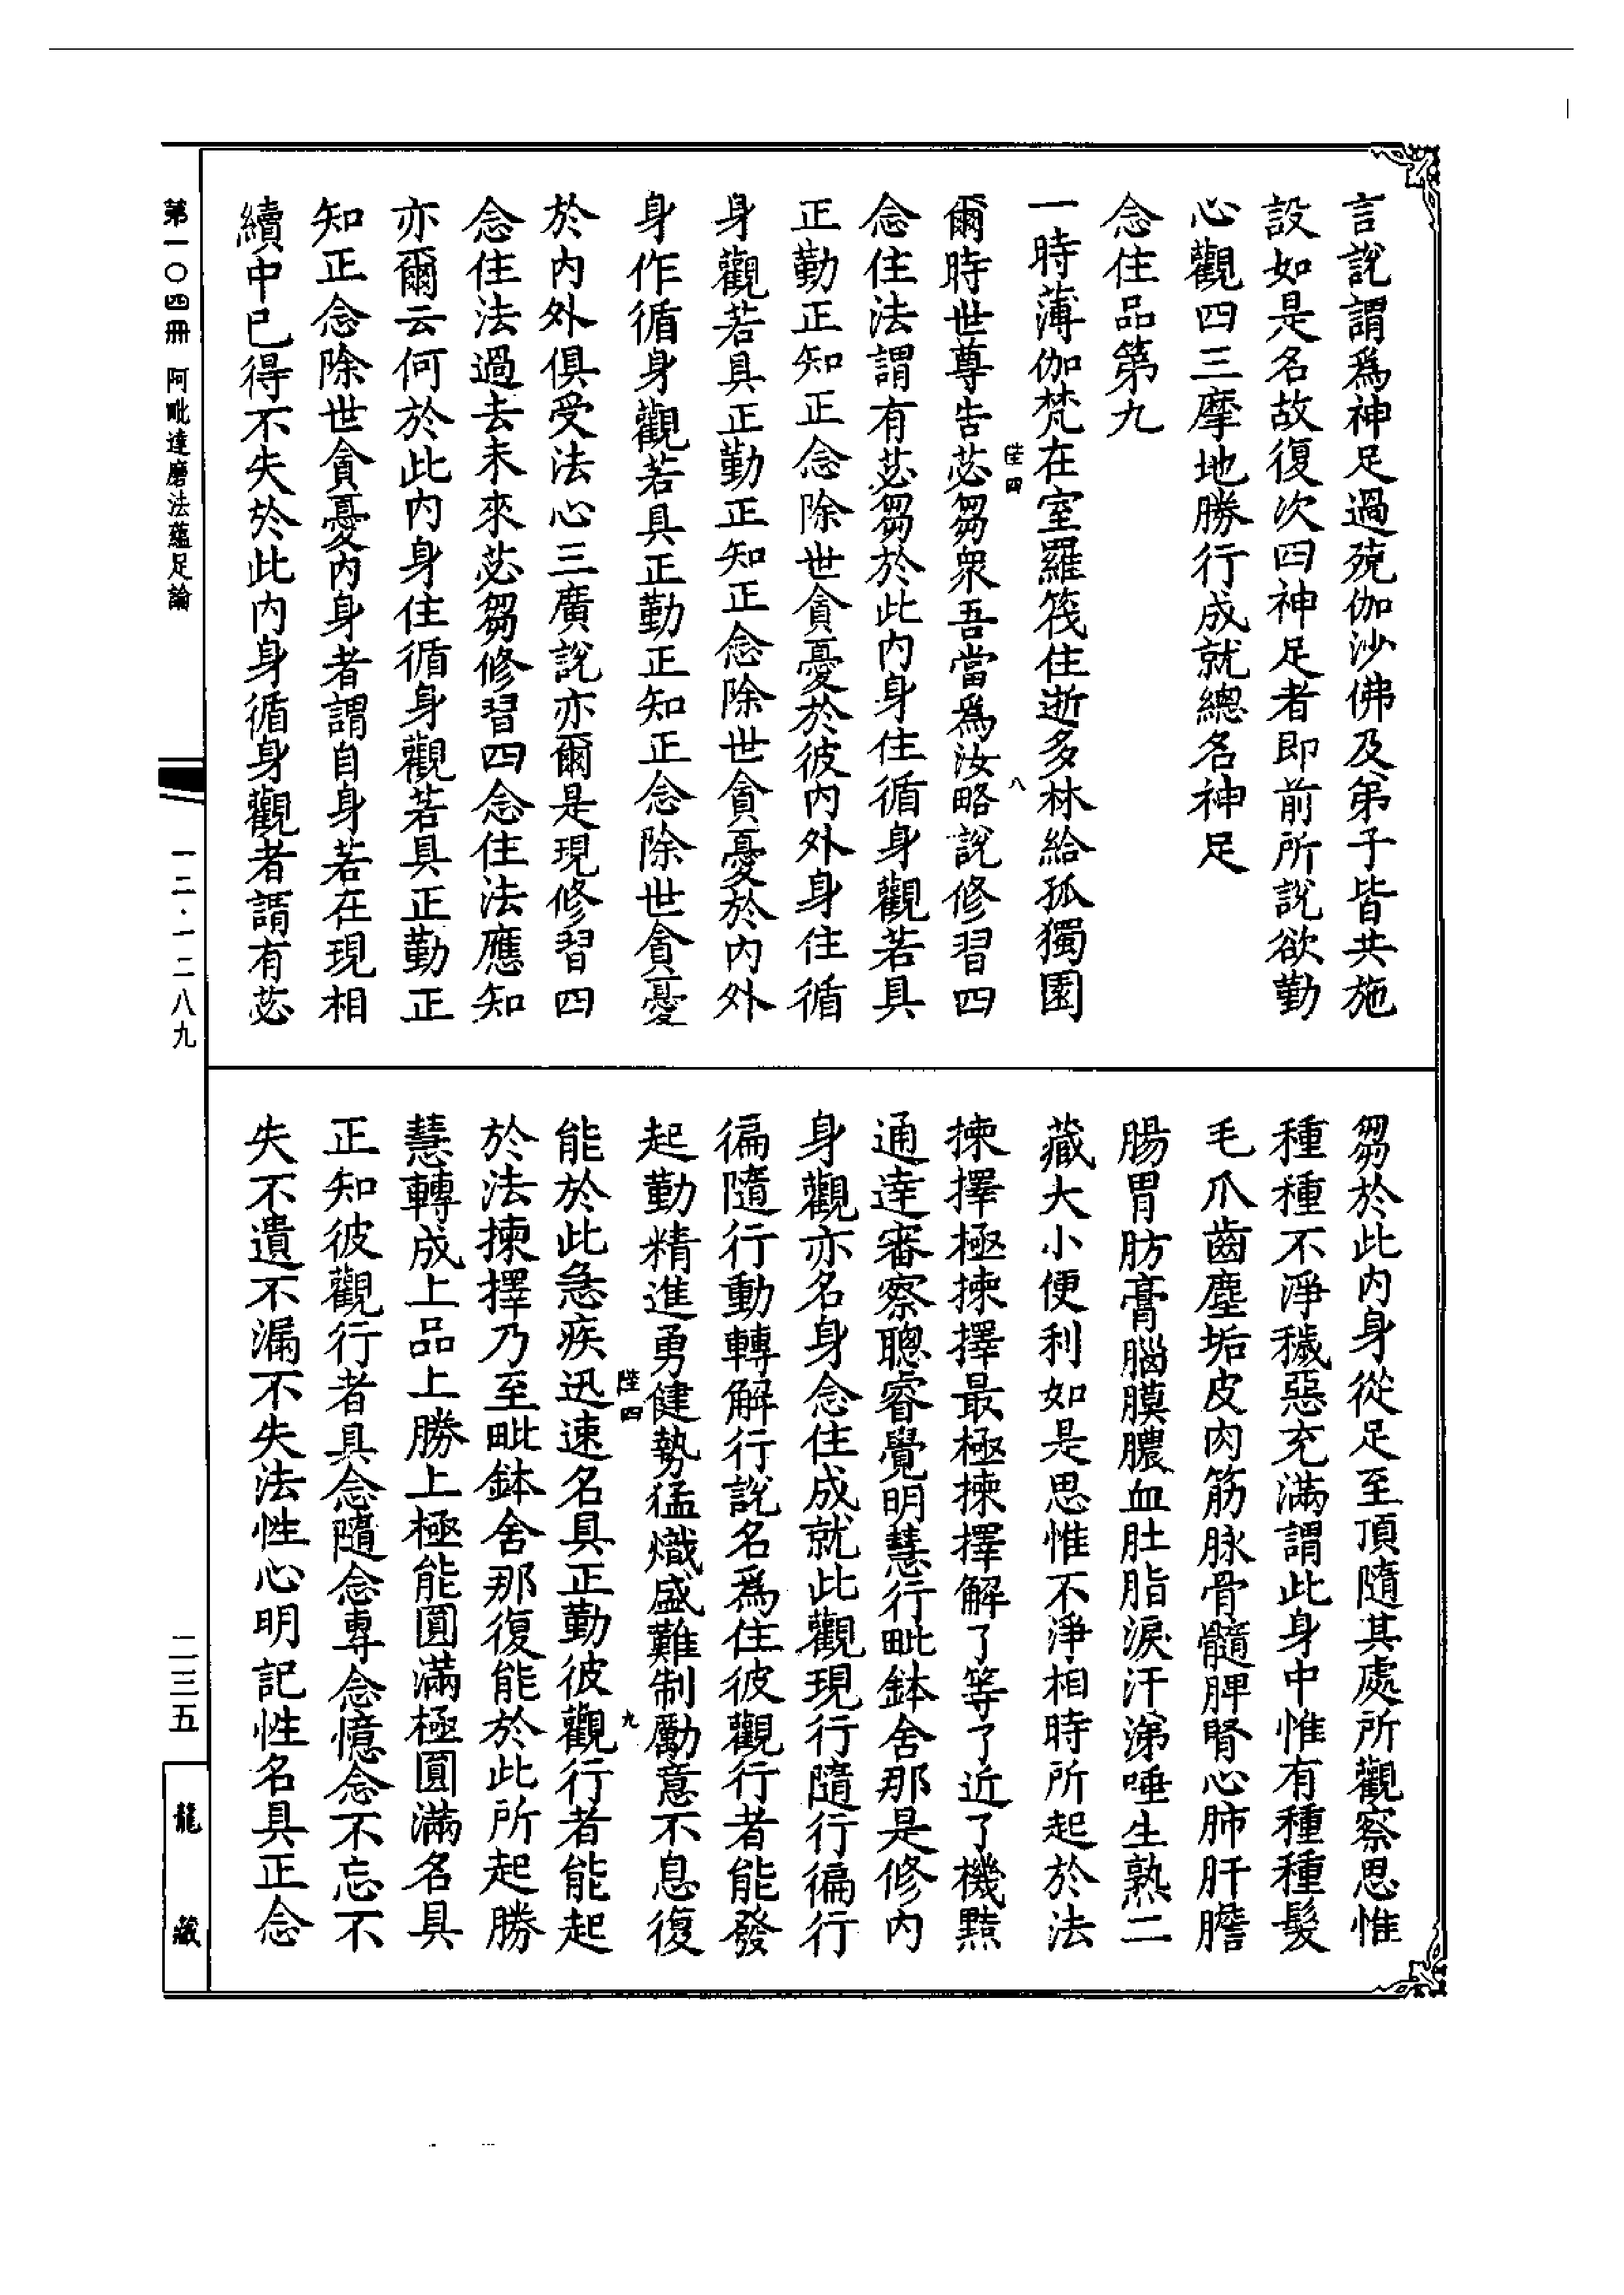 言說謂爲神足過殑伽沙佛及弟子皆共施
設如是名故復次四神足者即前所說欲勤
心觀四三摩地勝行成就總名神足
念住品第九
一時薄伽梵在室羅筏住逝多林給孤獨園
陸四
八
爾時世尊告苾芻衆吾當爲汝略說修習四
念住法謂有苾芻於此內身住循身觀若具
正勤正知正念除世貪憂於彼內外身住循
身觀若具正勤正知正念除世貪憂於內外
身作循身觀若具正勤正知正念除世貪憂
於內外俱受法心三廣說亦爾是現修習四
念住法過去未來苾芻修習四念住法應知
亦爾云何於此內身住循身觀若具正勤正
知正念除世貪憂內身者謂自身若在現相
續中已得不失於此內身循身觀者謂有苾
芻於此內身從足至頂隨其處所觀察思惟
種種不淨穢惡充滿謂此身中惟有種種髮
毛爪齒塵垢皮肉筋脉骨髓脾腎心肺肝膽
腸胃肪膏腦膜膿血肚脂淚汗涕唾生熟二
藏大小便利如是思惟不淨相時所起於法
揀擇極揀擇最極揀擇解了等了近了機黠
通達審察聰睿覺明慧行毗鉢舍那是修內
身觀亦名身念住成就此觀現行隨行徧行
徧隨行動轉解行說名爲住彼觀行者能發
起勤精進勇健勢猛熾盛難制勵意不息復
陸四
九
能於此急疾迅速名具正勤彼觀行者能起
於法揀擇乃至毗鉢舍那復能於此所起勝
慧轉成上品上勝上極能圓滿極圓滿名具
正知彼觀行者具念隨念專念憶念不忘不
失不遺不漏不失法性心明記性名具正念
第一〇四冊 阿毗達磨法蘊足論
一二·一二八九
二三五
龍藏